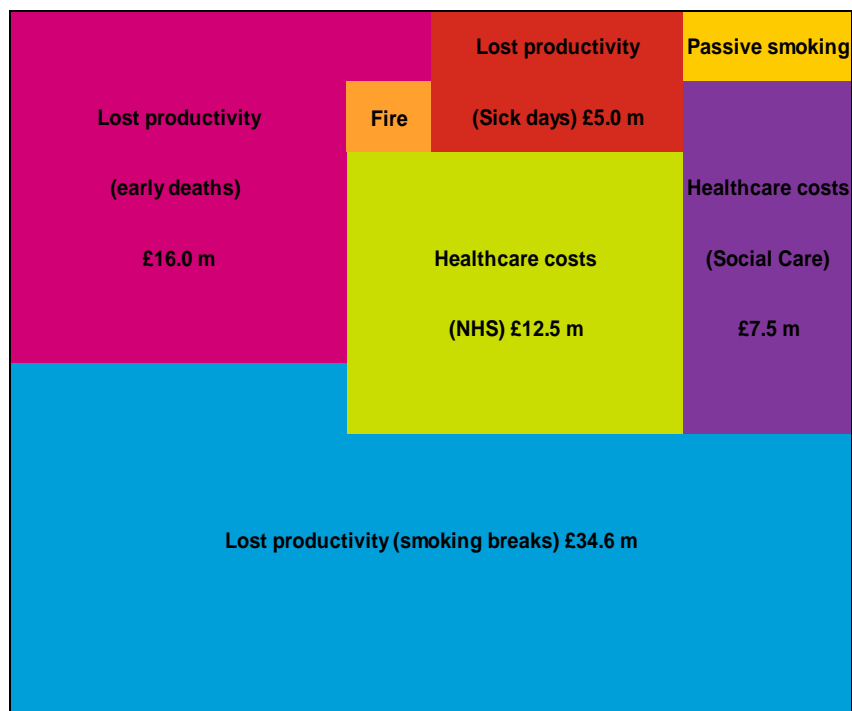 Lost productivity
(early deaths)
£16.0 m
Fire
Lost productivity
(Sick days) £5.0 m
Passive smoking
Healthcare costs
(NHS) £12.5 m
Healthcare costs
(Social Care)
£7.5 m
Lost productivity (smoking breaks) £34.6 m